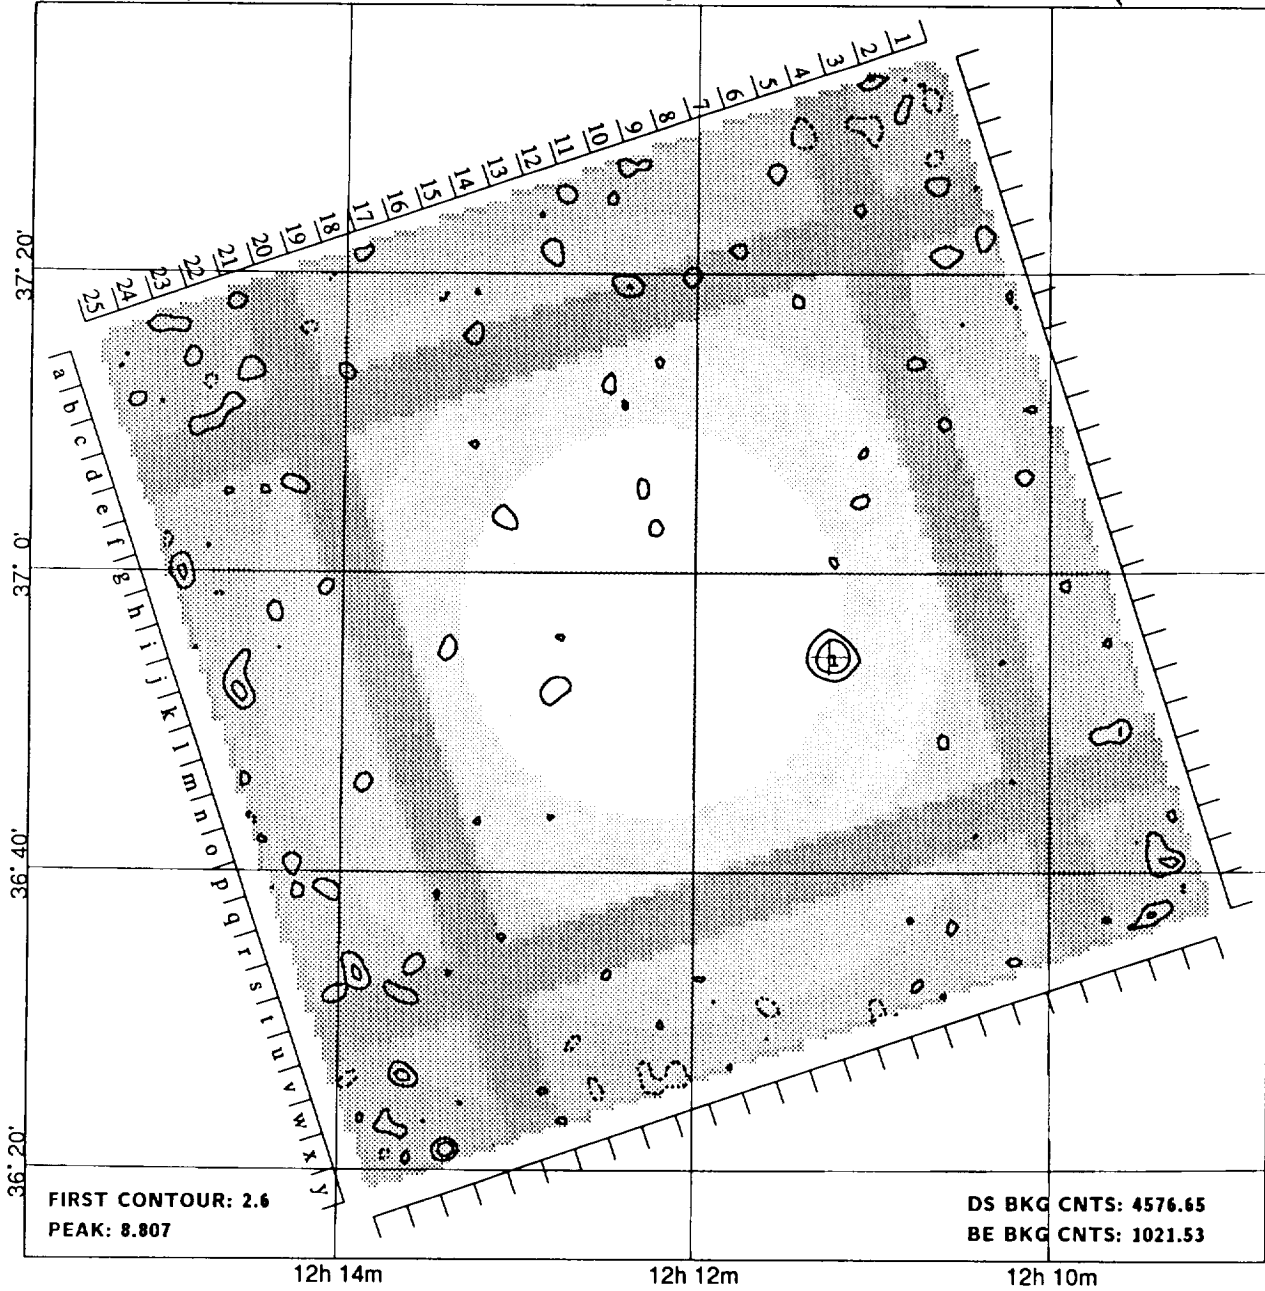 1 2 3 4 5 6 7 8 9 10 11 12 13 14 15 16 17 18 19 20 21 22 23 24 25
37° 20'
a b c d e f g h i j k l m n o p q r s t u v w x y
37° 0'
1
36° 40'
36° 20'
FIRST CONTOUR: 2.6
PEAK: 8.807
DS BKG CNTS: 4576.65
BE BKG CNTS: 1021.53
12h 14m
12h 12m
12h 10m